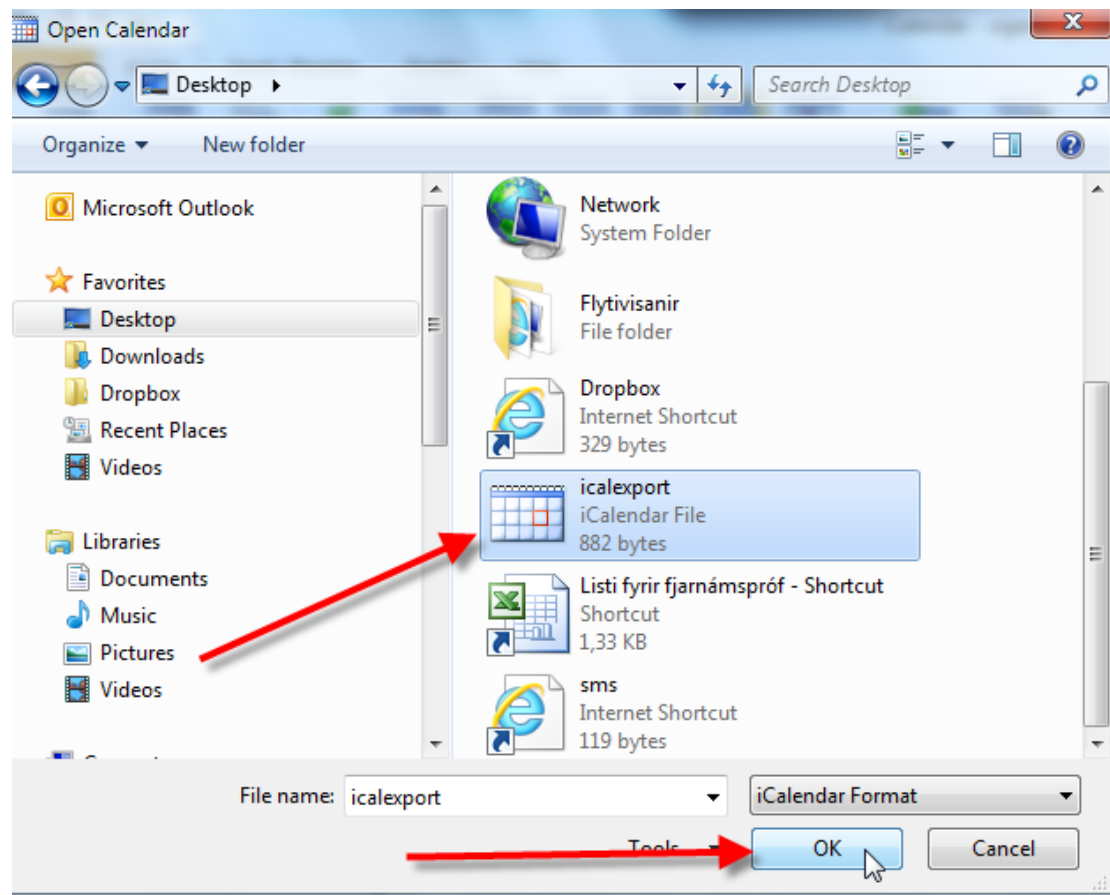 Open Calendar
Desktop
Search Desktop
Organize
New folder
Microsoft Outlook
Favorites
Desktop
Downloads
Dropbox
Recent Places
Videos
Libraries
Documents
Music
Pictures
Videos
Network
System Folder
Flytivisanir
File folder
Dropbox
Internet Shortcut
329 bytes
icalexport
iCalendar File
882 bytes
Listi fyrir fjarnámspróf - Shortcut
Shortcut
1,33 KB
sms
Internet Shortcut
119 bytes
File name: icalexport
iCalendar Format
Tools
OK
Cancel